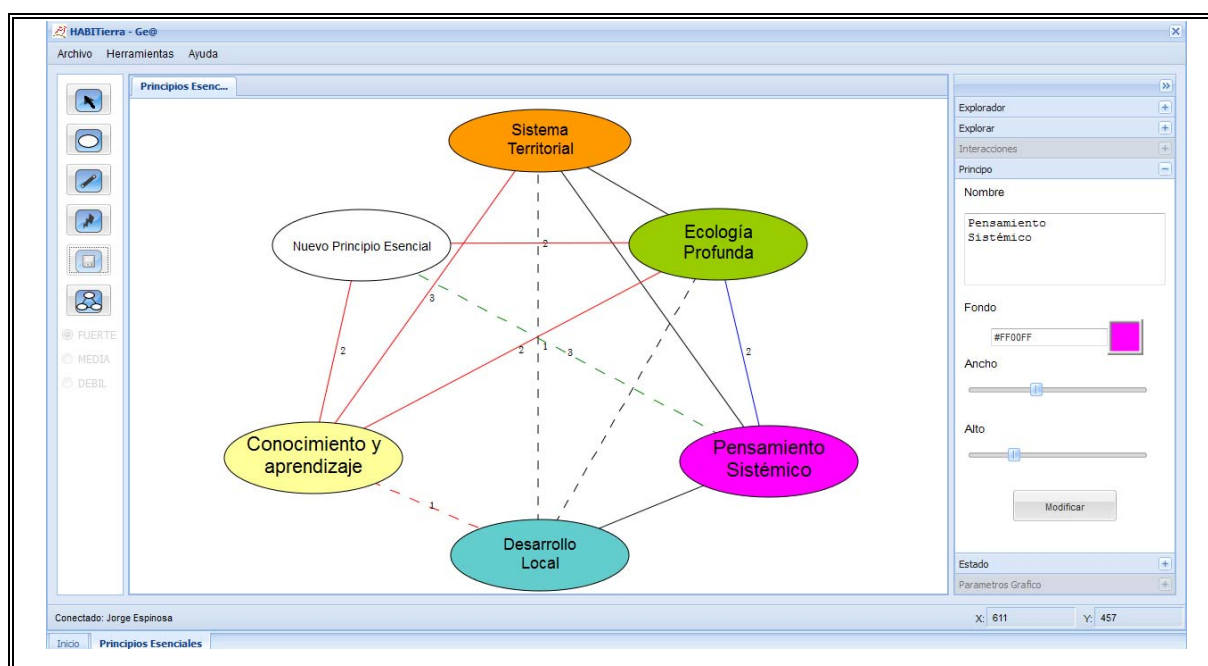 HABITierra - Ge@
Archivo Herramientas Ayuda
Principios Esenc...
FUERTE
MEDIA
DEBIL
Sistema
Territorial
Nuevo Principio Esencial
Ecología
Profunda
2
3
2
2
1
3
2
Conocimiento y
aprendizaje
Pensamiento
Sistémico
1
Desarrollo
Local
Explorador
Explorar
Interacciones
Principo
Nombre
Pensamiento
Sistémico
Fondo
#FF00FF
Ancho
Alto
Modificar
Estado
Parametros Grafico
Conectado: Jorge Espinosa
X: 611 Y: 457
Inicio Principios Esenciales